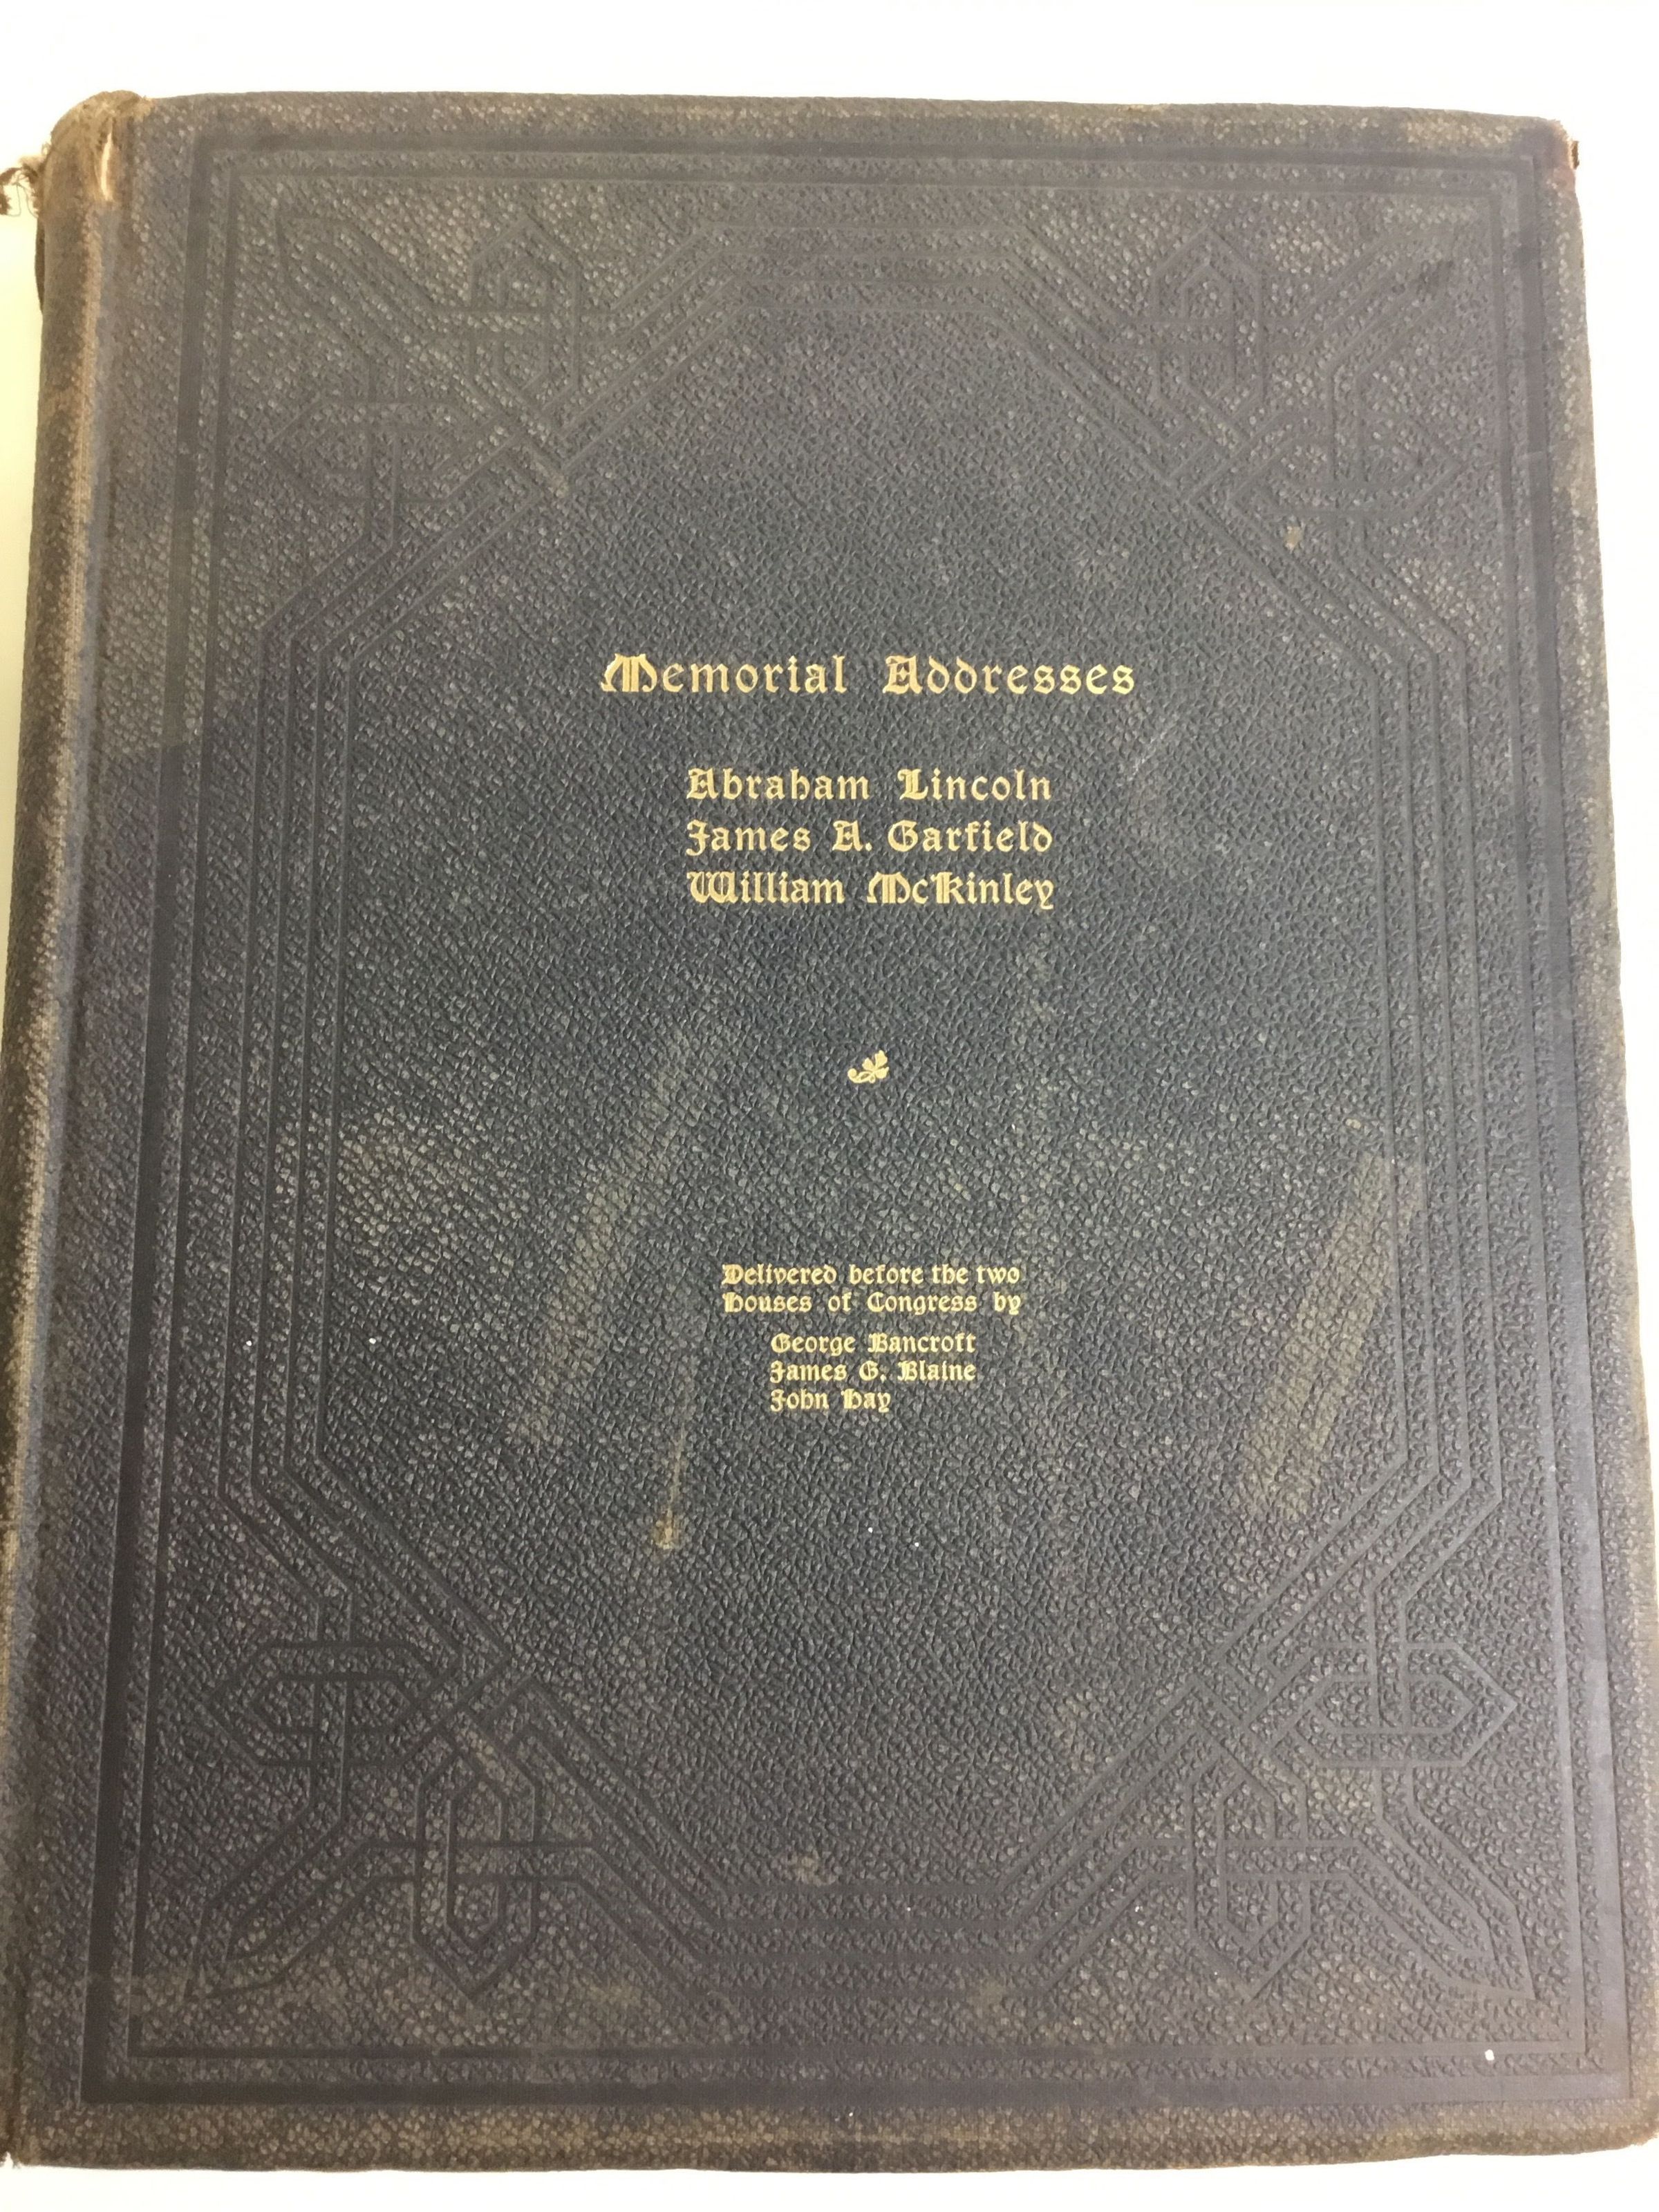 Memorial Addresses
Abraham Lincoln
James A. Garfield
William McKinley
Delivered before the two
Houses of Congress by
George Bancroft
James G. Blaine
John Hay